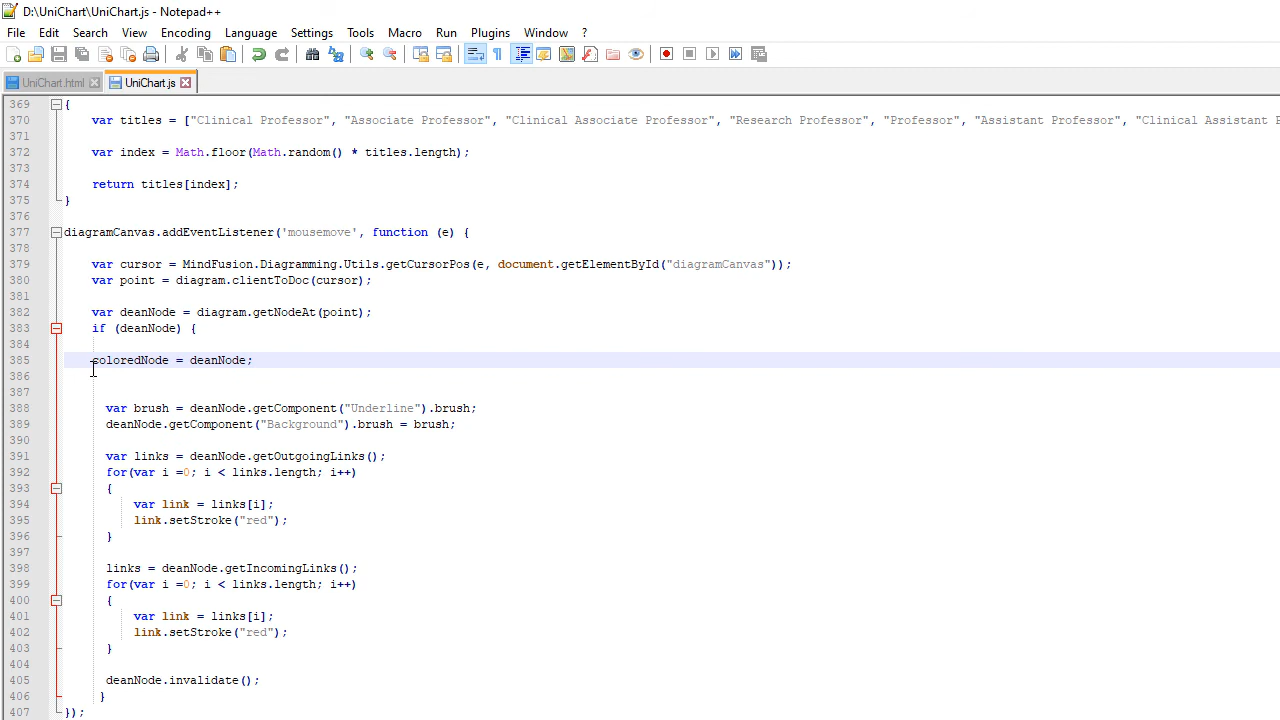 D:\UniChart\UniChart.js - Notepad++
File Edit Search View Encoding Language Settings Tools Macro Run Plugins Window ?
UniChart.html UniChart.js
369 {
370 var titles = ["Clinical Professor", "Associate Professor", "Clinical Associate Professor", "Research Professor", "Professor", "Assistant Professor", "Clinical Assistant P
371
372 var index = Math.floor(Math.random() * titles.length);
373
374 return titles[index];
375 }
376
377 diagramCanvas.addEventListener('mousemove', function (e) {
378
379 var cursor = MindFusion.Diagramming.Utils.getCursorPos(e, document.getElementById("diagramCanvas"));
380 var point = diagram.clientToDoc(cursor);
381
382 var deanNode = diagram.getNodeAt(point);
383 if (deanNode) {
384
385 coloredNode = deanNode;
386
387
388 var brush = deanNode.getComponent("Underline").brush;
389 deanNode.getComponent("Background").brush = brush;
390
391 var links = deanNode.getOutgoingLinks();
392 for(var i =0; i < links.length; i++)
393 {
394 var link = links[i];
395 link.setStroke("red");
396 }
397
398 links = deanNode.getIncomingLinks();
399 for(var i =0; i < links.length; i++)
400 {
401 var link = links[i];
402 link.setStroke("red");
403 }
404
405 deanNode.invalidate();
406 }
407 });